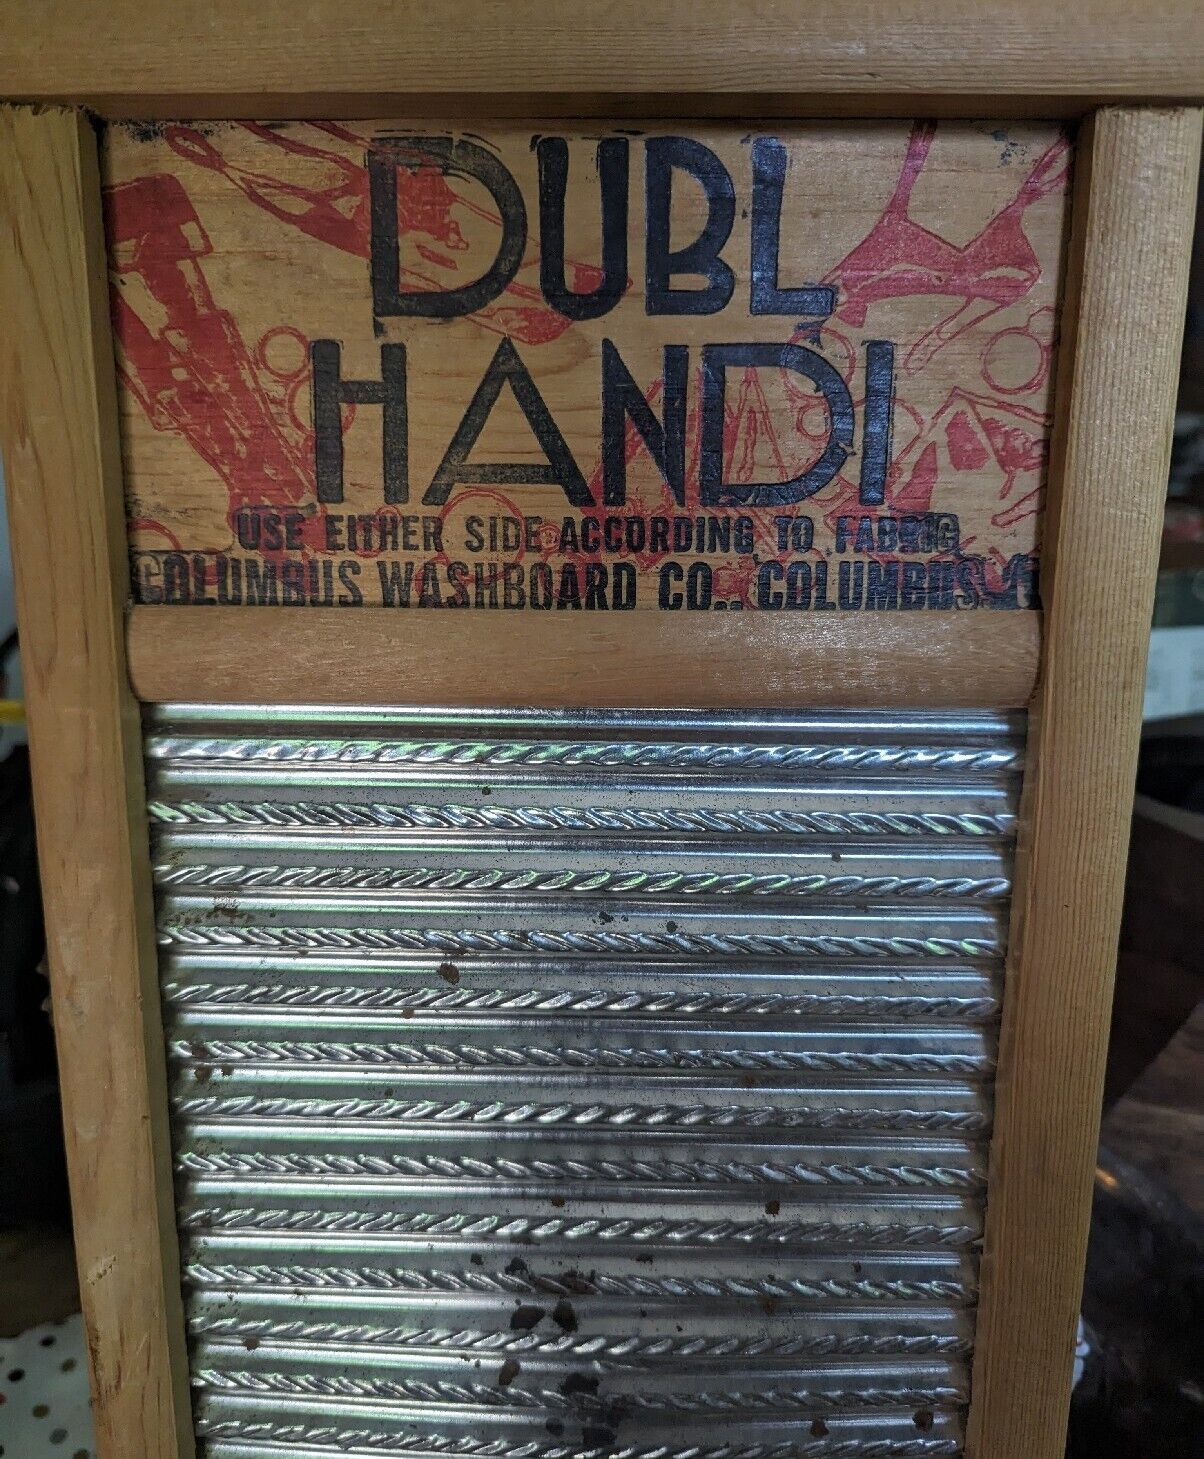 DUBL
HANDI
USE EITHER SIDE ACCORDING TO FABRIC
COLUMBUS WASHBOARD CO., COLUMBUS